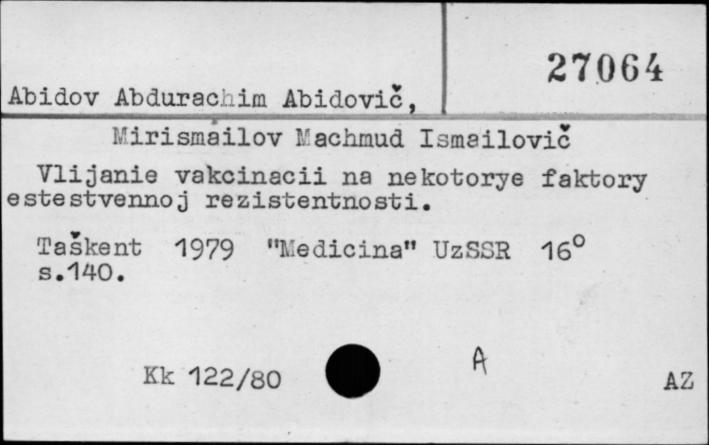 27064
Abidov Abdurachim Abidovič,
Mirismailov Machmud Ismailovič
Vlijanie vakcinacii na nekotorye faktory
estestvennoj rezistentnosti.
Taškent 1979 "Medicina" UzSSR 16°
s.140.
Kk 122/80
A
AZ